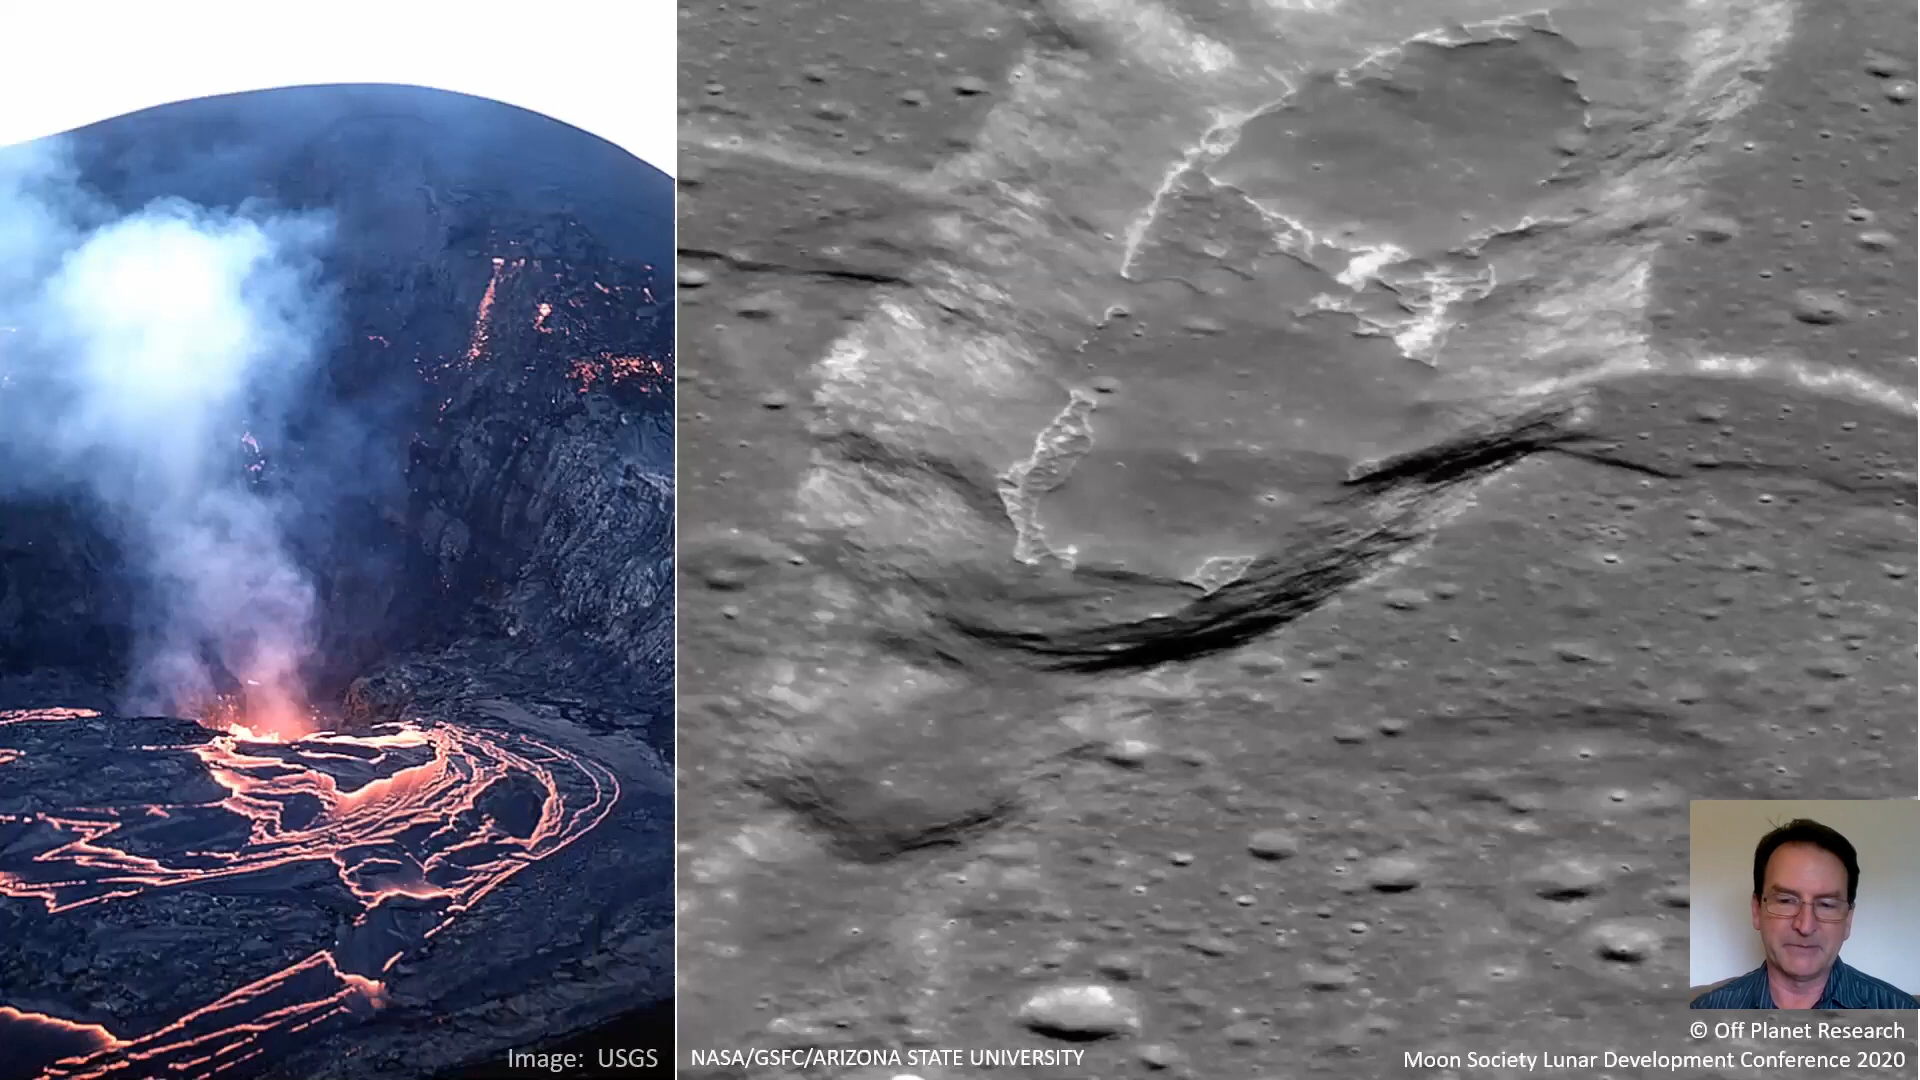 Image: USGS
NASA/GSFC/ARIZONA STATE UNIVERSITY
© Off Planet Research
Moon Society Lunar Development Conference 2020